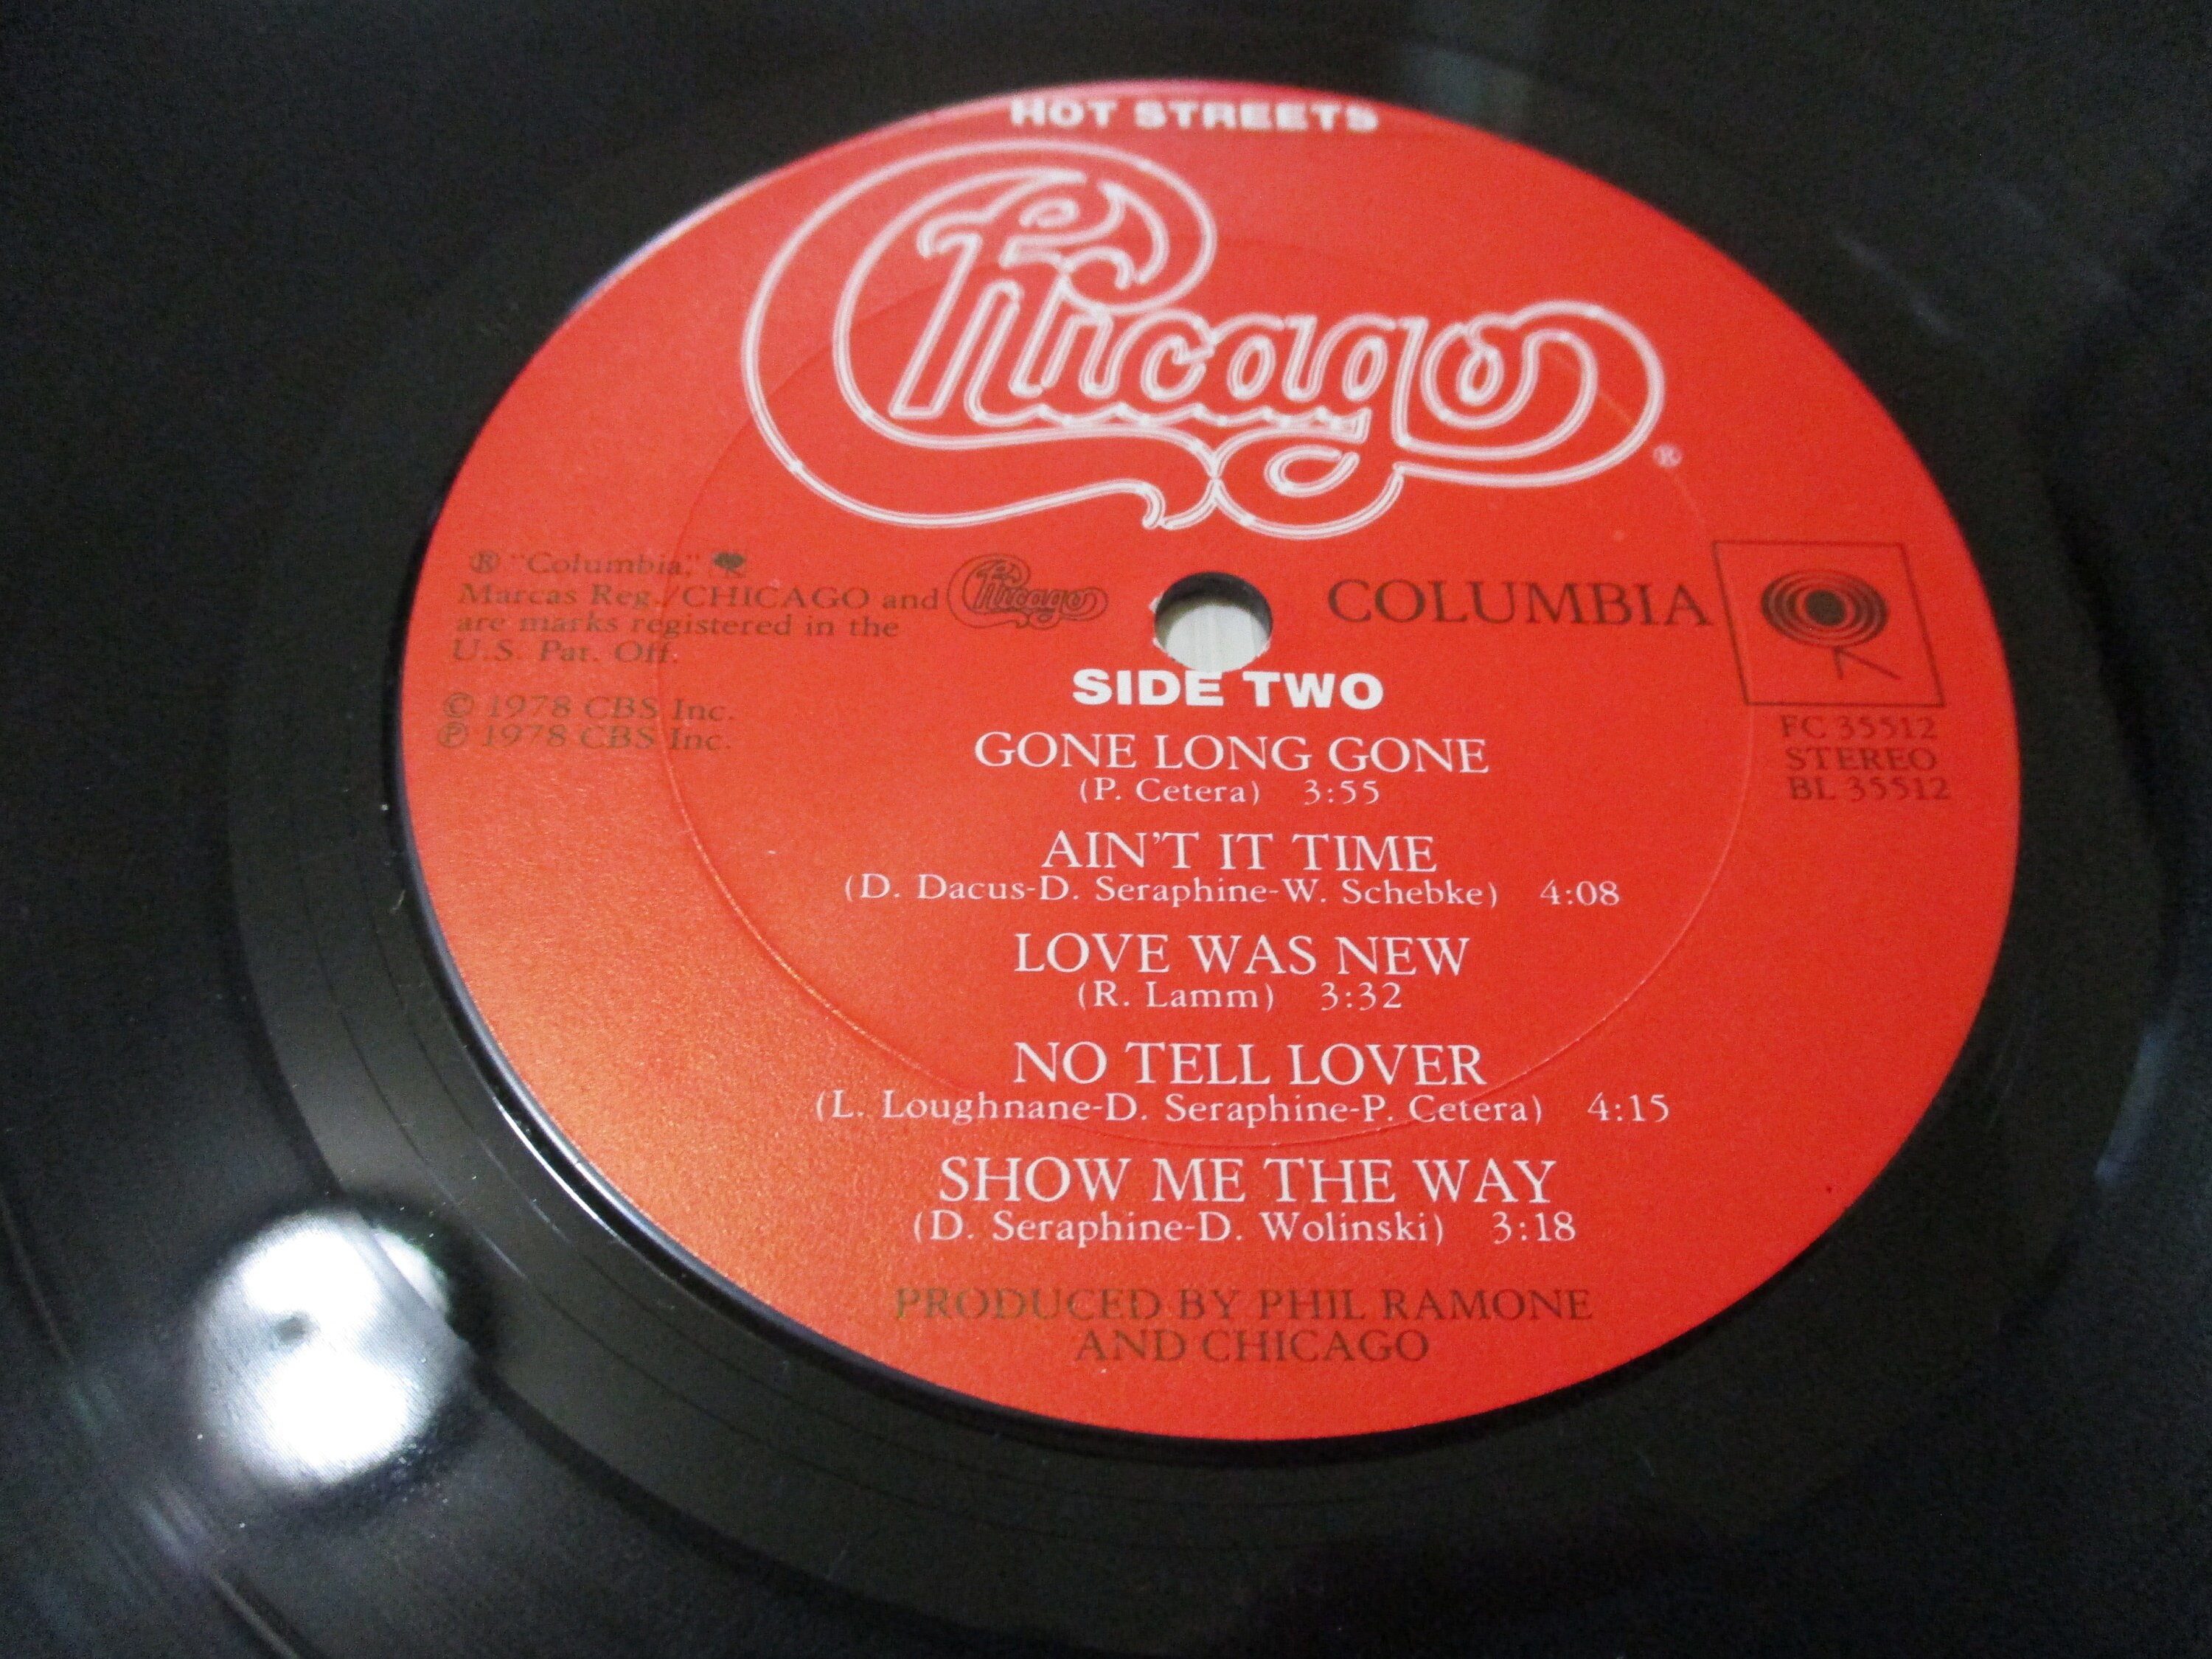 HOT STREETS
Chicago ®
® "Columbia,"
Marcas Reg./CHICAGO and Chicago
are marks registered in the
U.S. Pat. Off.
© 1978 CBS Inc.
℗ 1978 CBS Inc.
COLUMBIA
FC 35512
STEREO
BL 35512
SIDE TWO
GONE LONG GONE
(P. Cetera) 3:55
AIN'T IT TIME
(D. Dacus-D. Seraphine-W. Schebke) 4:08
LOVE WAS NEW
(R. Lamm) 3:32
NO TELL LOVER
(L. Loughnane-D. Seraphine-P. Cetera) 4:15
SHOW ME THE WAY
(D. Seraphine-D. Wolinski) 3:18
PRODUCED BY PHIL RAMONE
AND CHICAGO